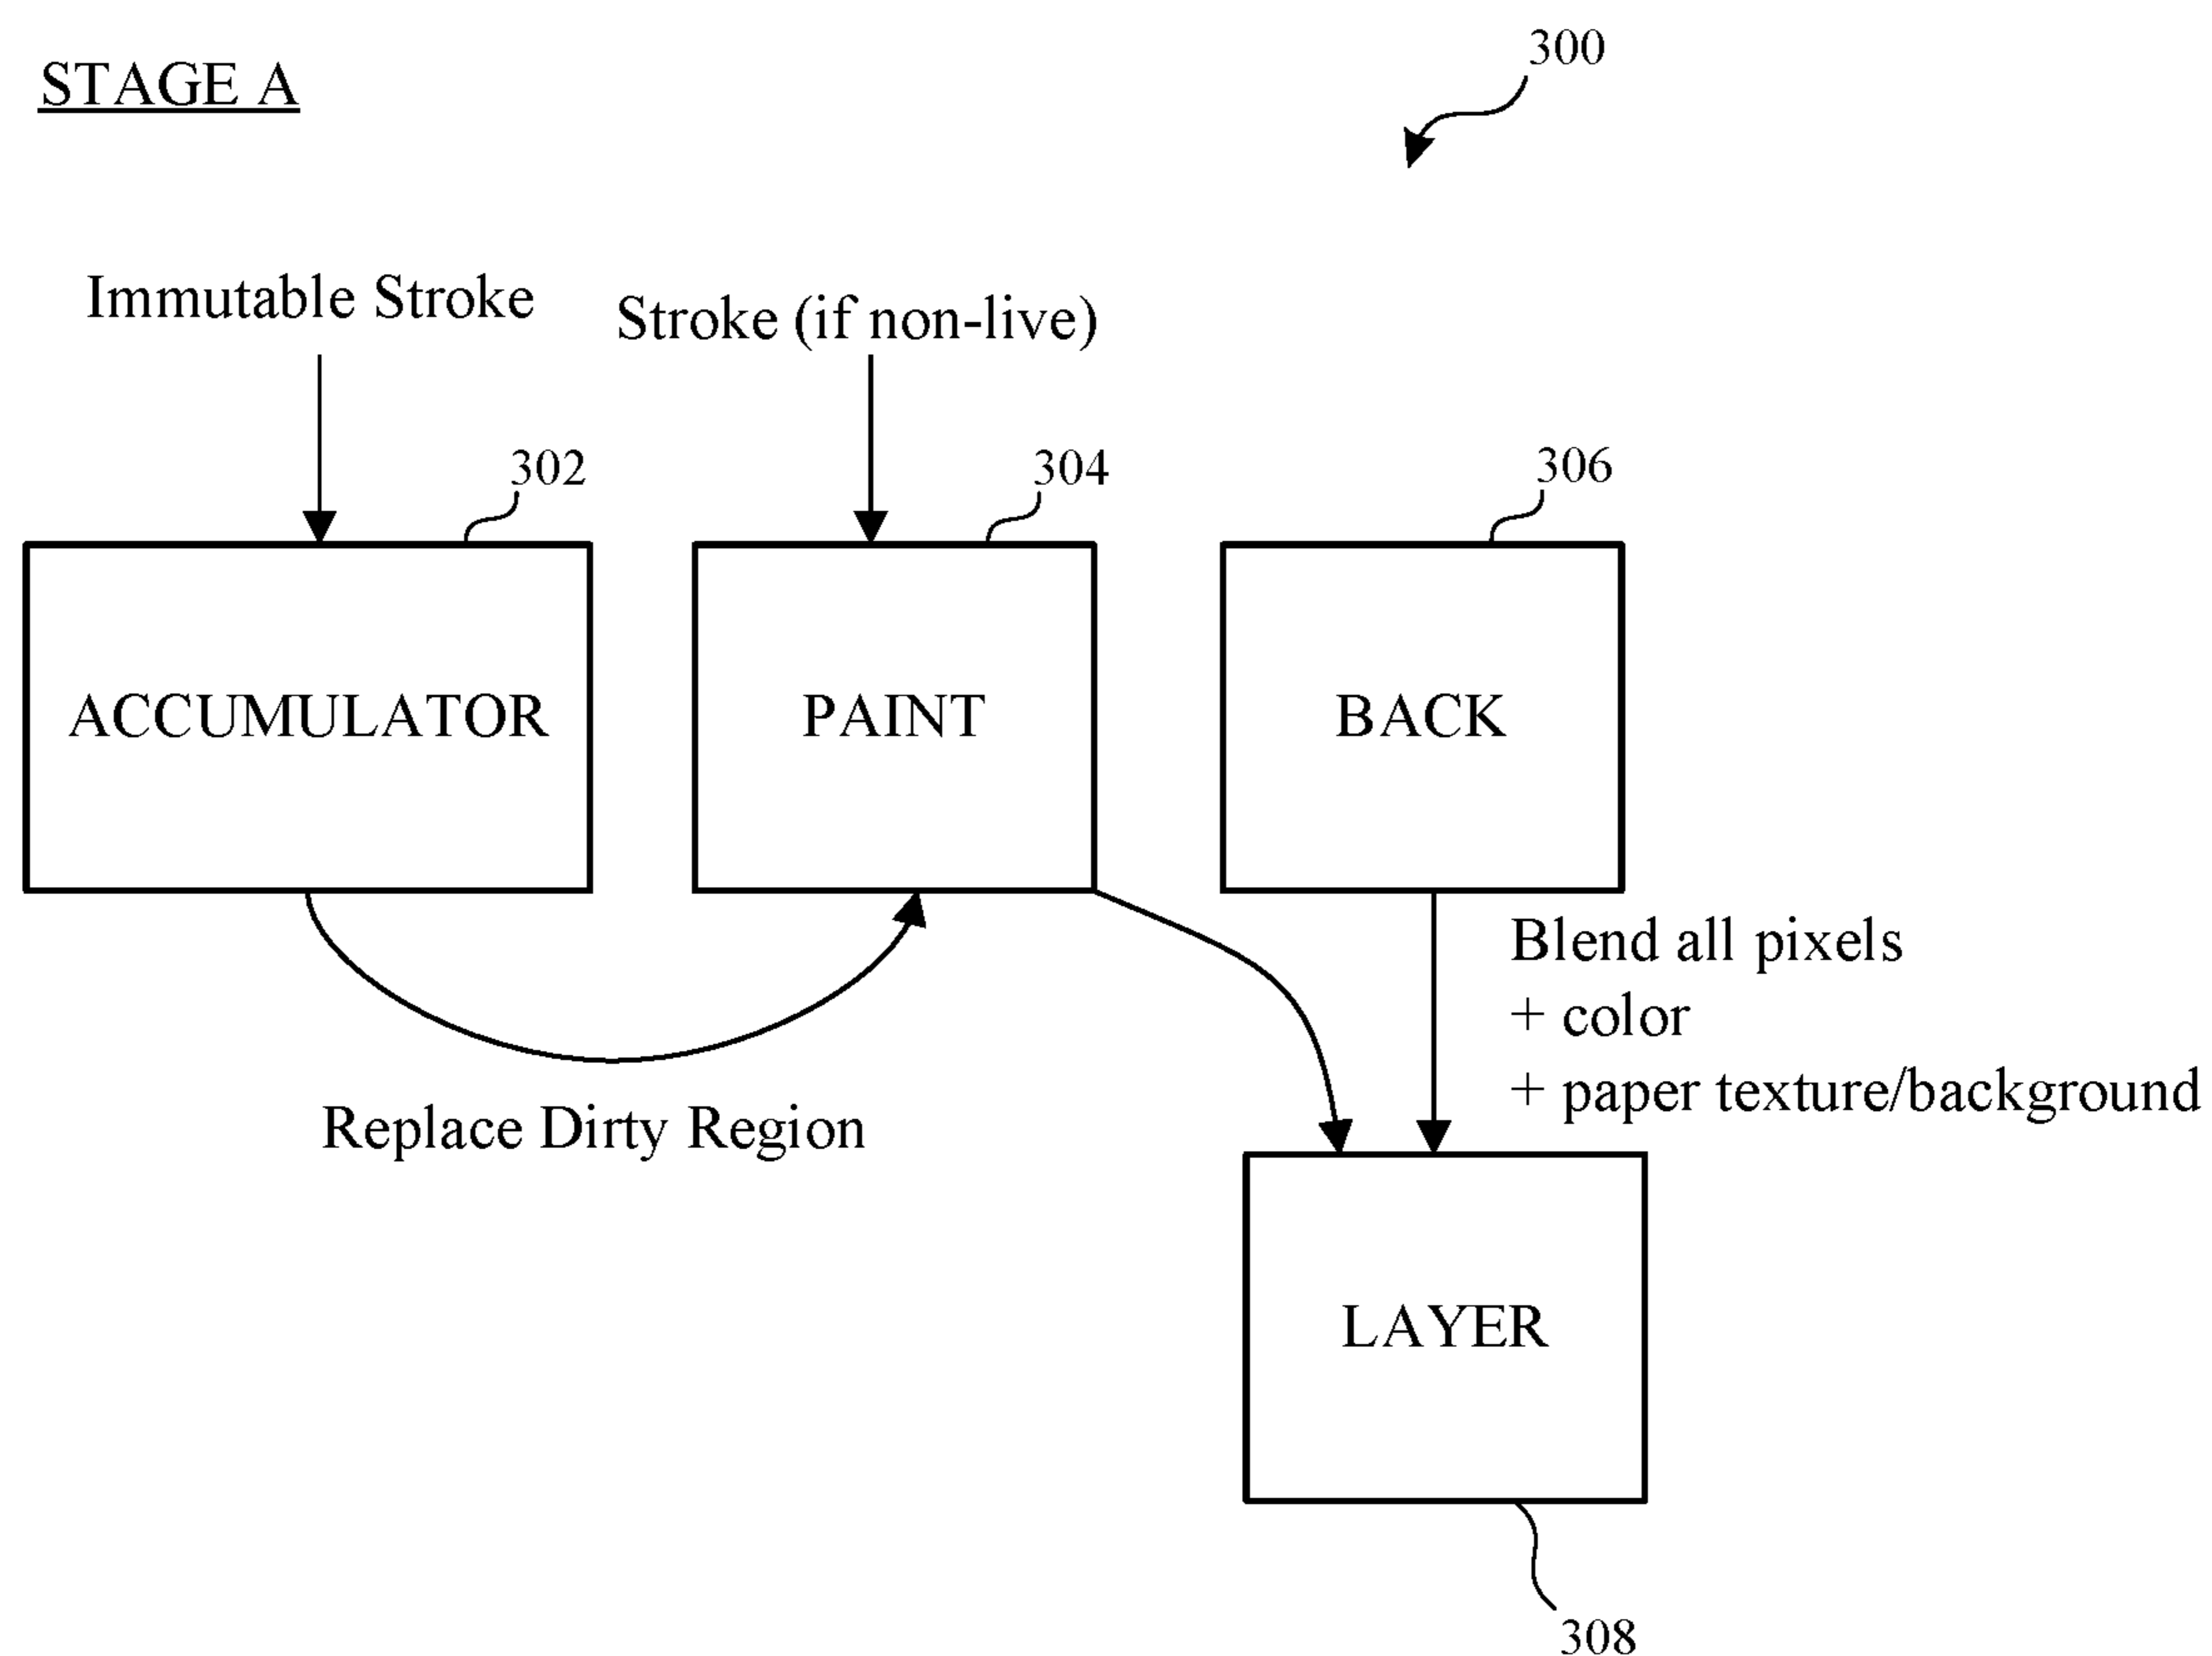 STAGE A
300
Immutable Stroke
Stroke (if non-live)
302
304
306
ACCUMULATOR
PAINT
BACK
Blend all pixels
+ color
+ paper texture/background
Replace Dirty Region
LAYER
308